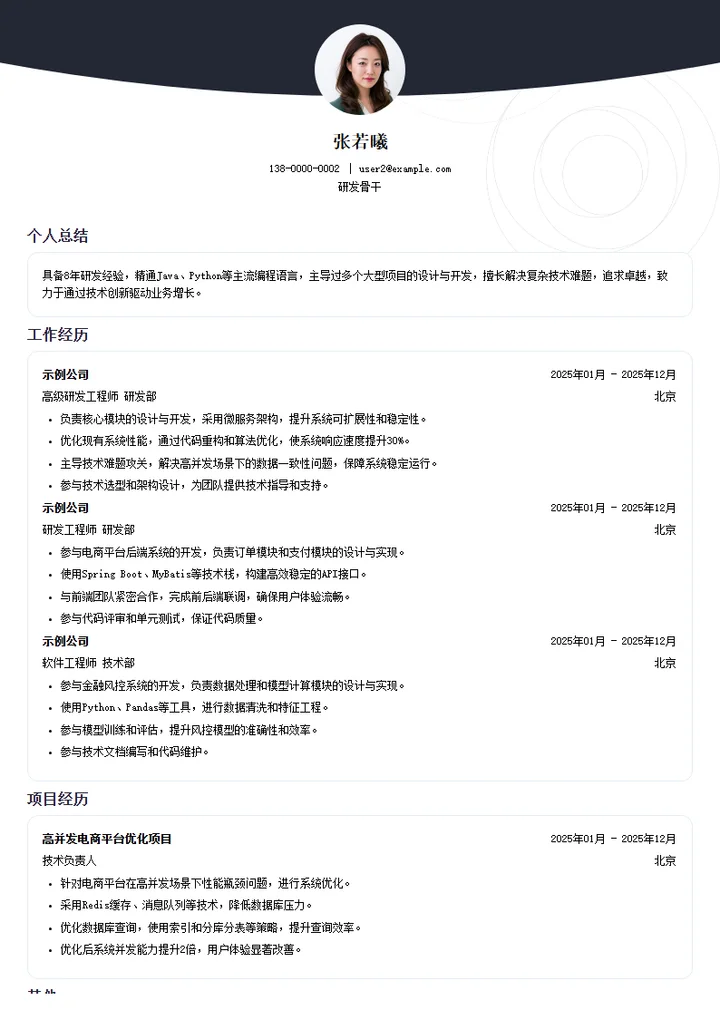 张若曦
138-0000-0002 | user2@example.com
研发骨干
个人总结
具备8年研发经验，精通Java、Python等主流编程语言，主导过多个大型项目的设计与开发，擅长解决复杂技术难题，追求卓越，致
力于通过技术创新驱动业务增长。
工作经历
示例公司 2025年01月 - 2025年12月
高级研发工程师 研发部 北京
• 负责核心模块的设计与开发，采用微服务架构，提升系统可扩展性和稳定性。
• 优化现有系统性能，通过代码重构和算法优化，使系统响应速度提升30%。
• 主导技术难题攻关，解决高并发场景下的数据一致性问题，保障系统稳定运行。
• 参与技术选型和架构设计，为团队提供技术指导和支持。
示例公司 2025年01月 - 2025年12月
研发工程师 研发部 北京
• 参与电商平台后端系统的开发，负责订单模块和支付模块的设计与实现。
• 使用Spring Boot、MyBatis等技术栈，构建高效稳定的API接口。
• 与前端团队紧密合作，完成前后端联调，确保用户体验流畅。
• 参与代码评审和单元测试，保证代码质量。
示例公司 2025年01月 - 2025年12月
软件工程师 技术部 北京
• 参与金融风控系统的开发，负责数据处理和模型计算模块的设计与实现。
• 使用Python、Pandas等工具，进行数据清洗和特征工程。
• 参与模型训练和评估，提升风控模型的准确性和效率。
• 参与技术文档编写和代码维护。
项目经历
高并发电商平台优化项目 2025年01月 - 2025年12月
技术负责人 北京
• 针对电商平台在高并发场景下性能瓶颈问题，进行系统优化。
• 采用Redis缓存、消息队列等技术，降低数据库压力。
• 优化数据库查询，使用索引和分库分表等策略，提升查询效率。
• 优化后系统并发能力提升2倍，用户体验显著改善。